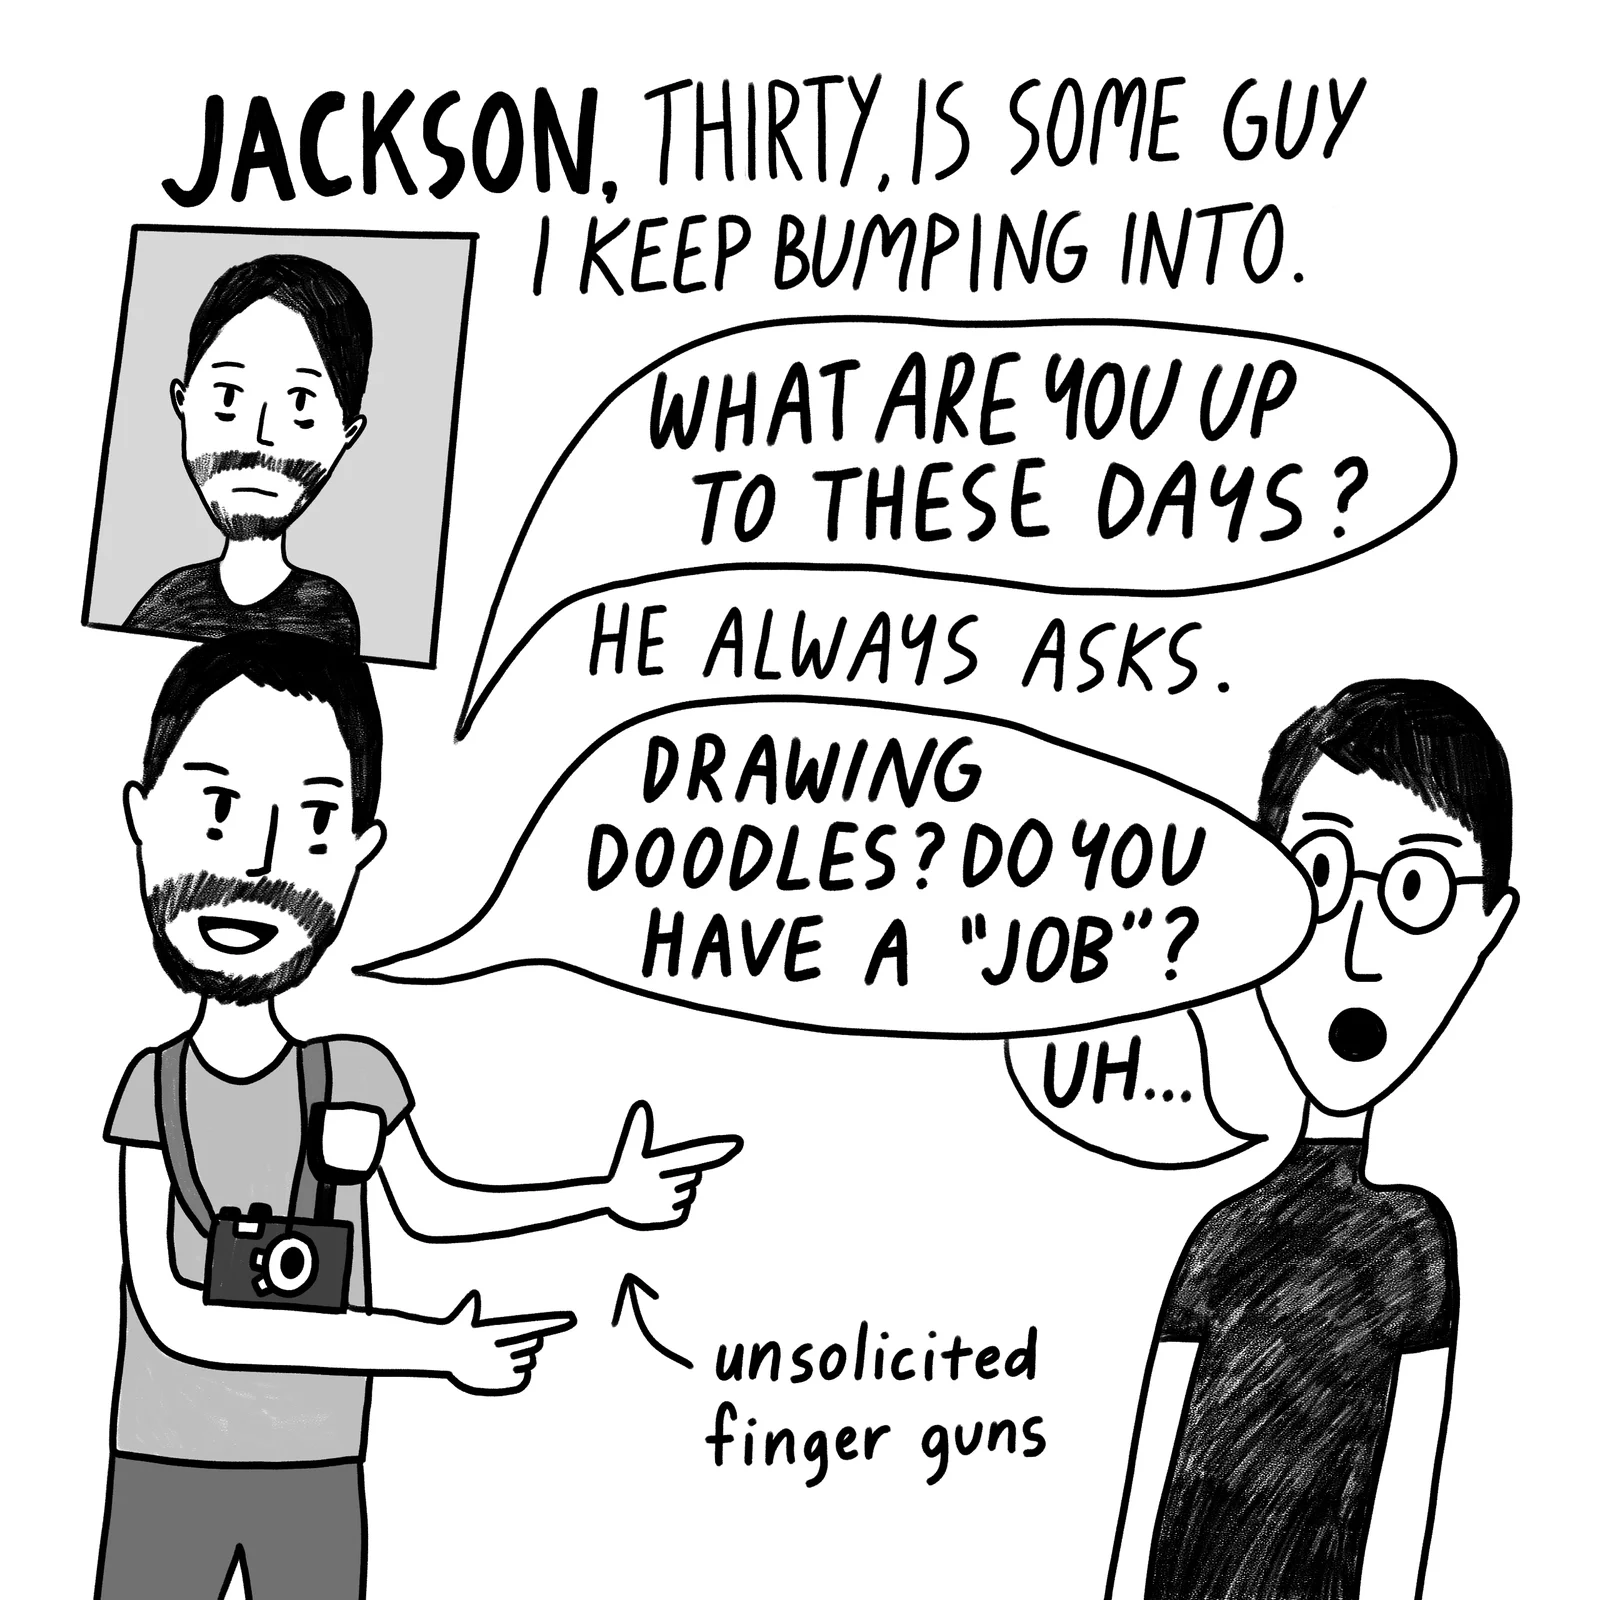 JACKSON, THIRTY, IS SOME GUY
I KEEP BUMPING INTO.
WHAT ARE YOU UP
TO THESE DAYS?
HE ALWAYS ASKS.
DRAWING
DOODLES? DO YOU
HAVE A "JOB"?
UH...
unsolicited
finger guns